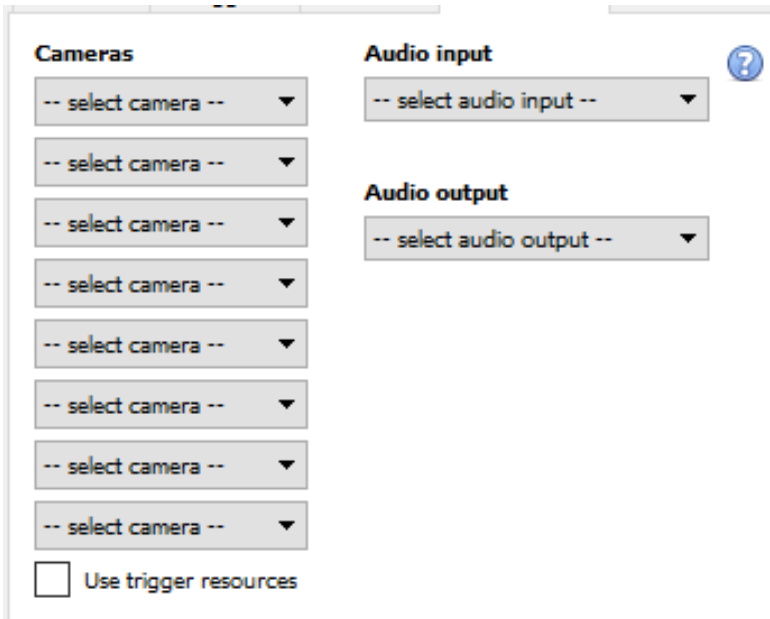 Cameras
-- select camera --
-- select camera --
-- select camera --
-- select camera --
-- select camera --
-- select camera --
-- select camera --
-- select camera --
Use trigger resources
Audio input
-- select audio input --
Audio output
-- select audio output --
?